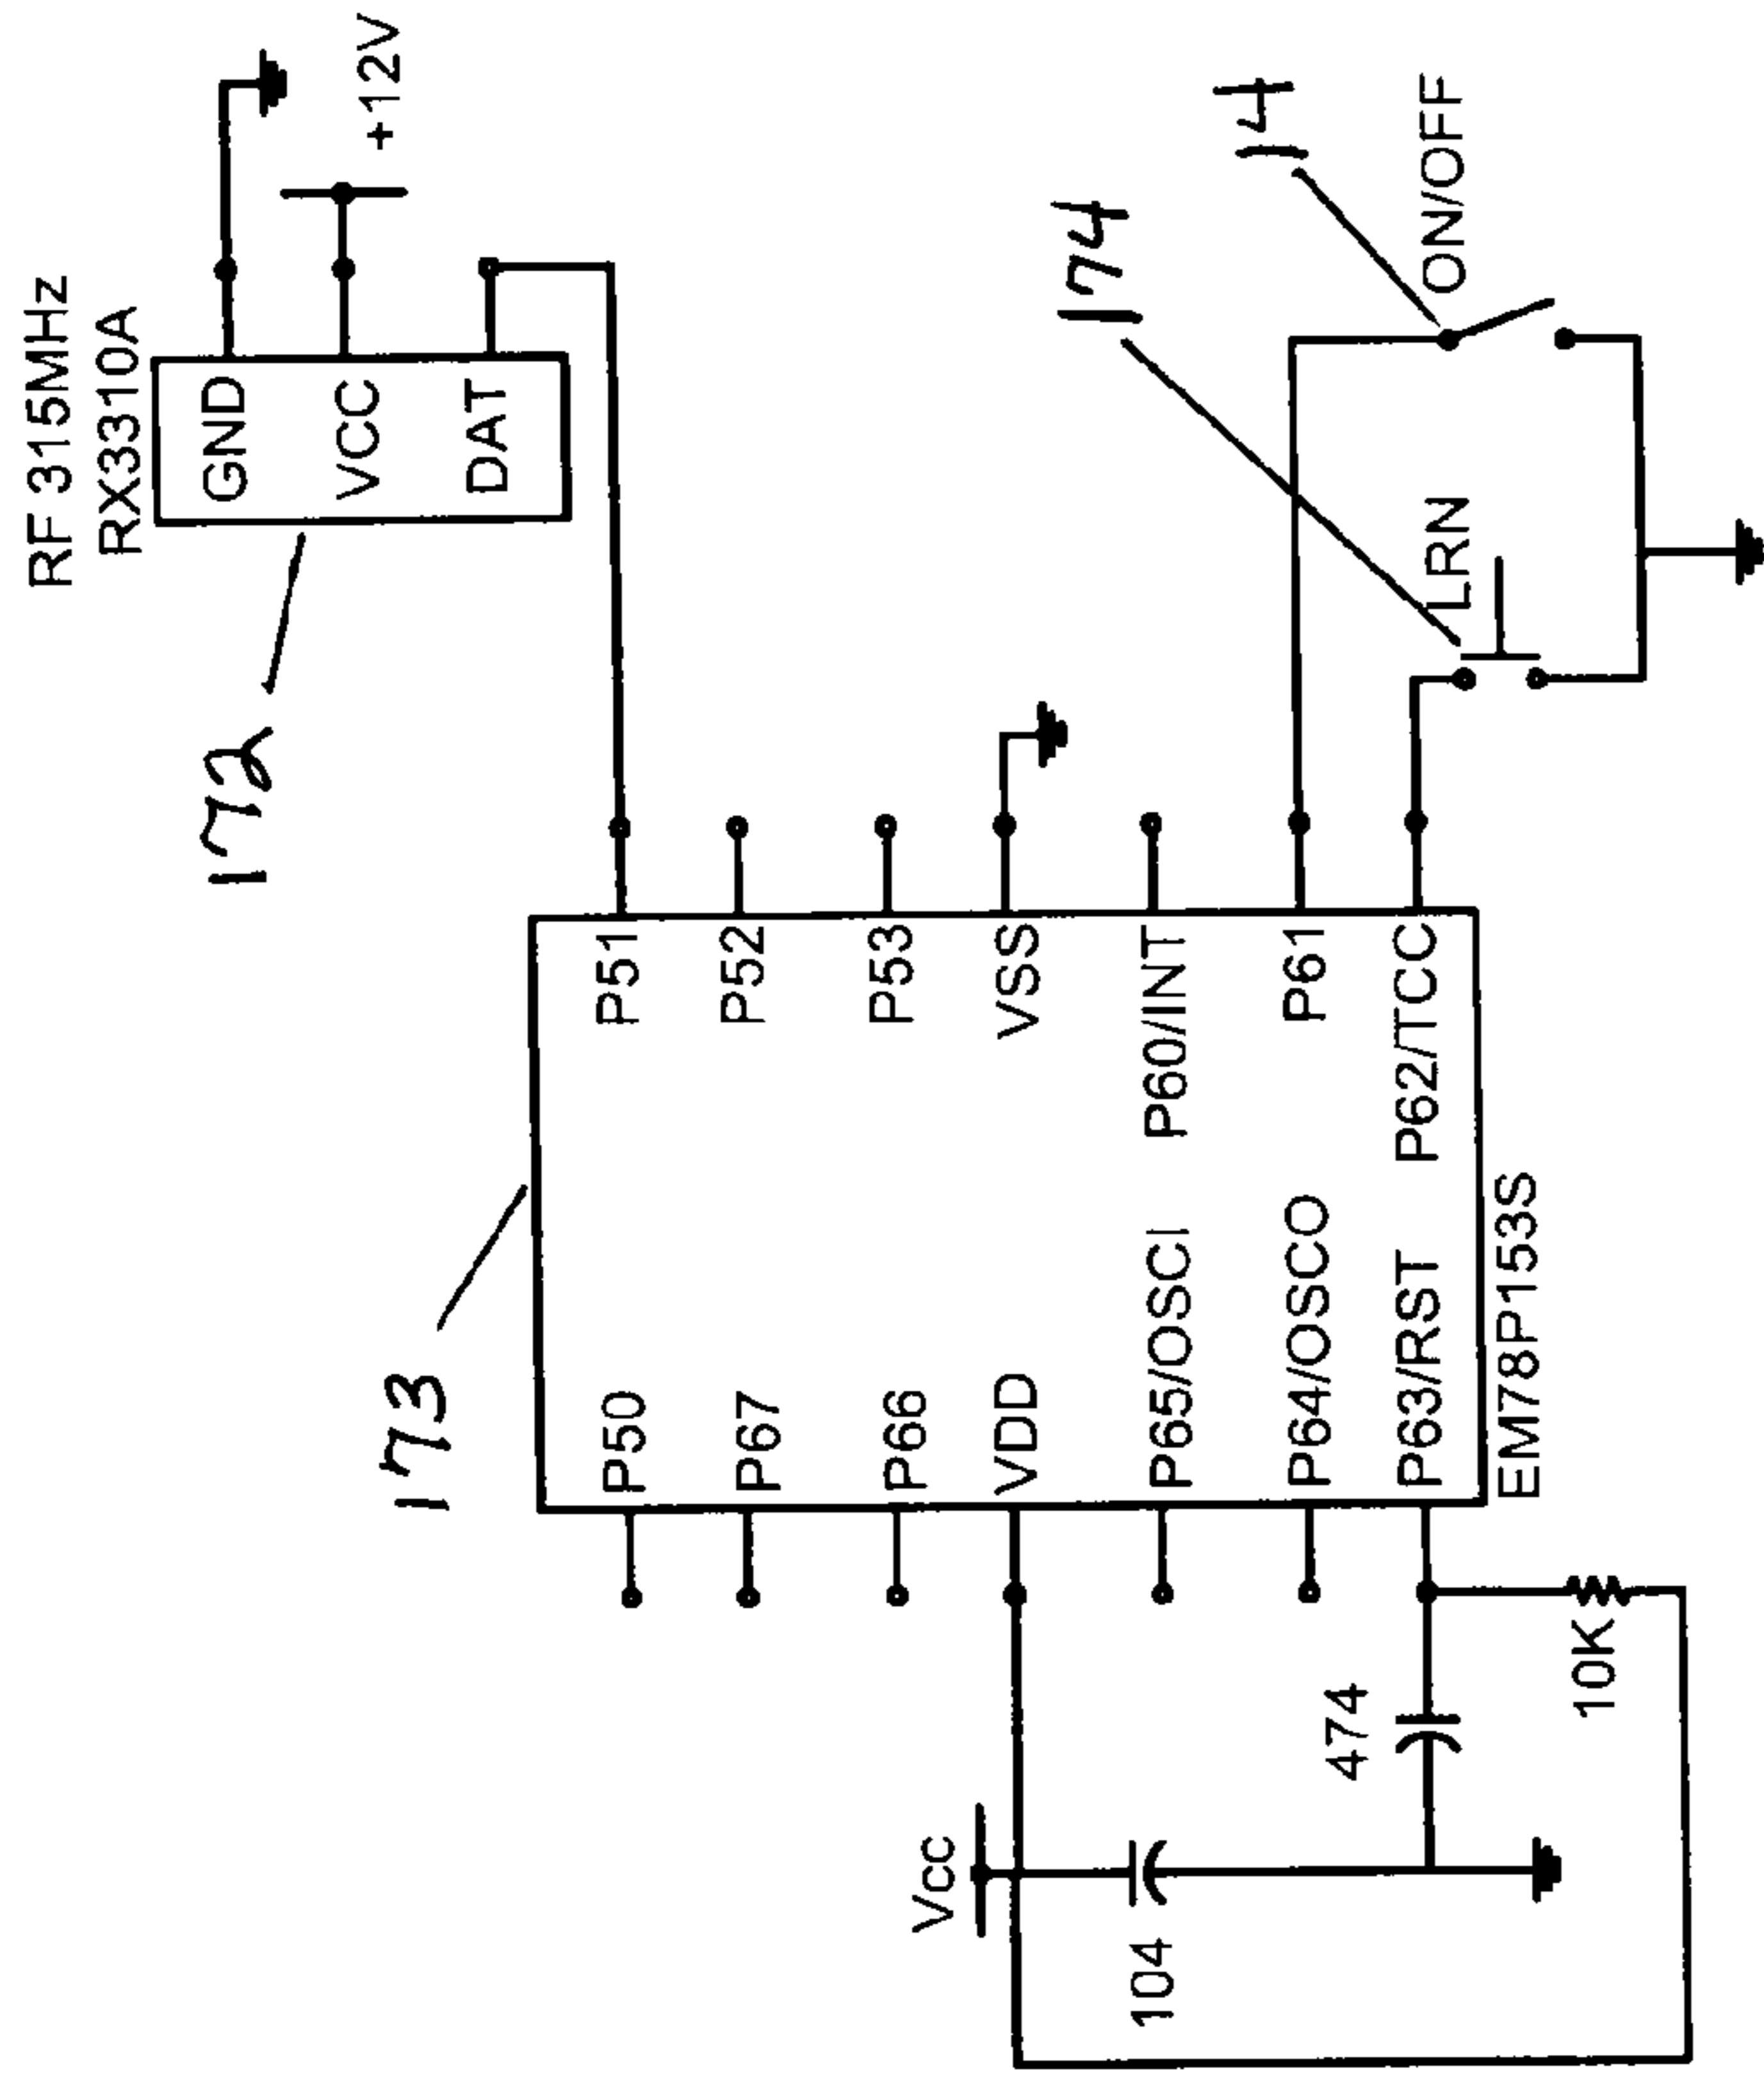 RF 315MHz
RX3310A
GND
VCC
DAT
+12V
172
173
P50
P67
P66
VDD
P65/OSCI
P64/OSCO
P63/RST
P51
P52
P53
VSS
P60/INT
P61
P62/TCC
EM78P153S
Vcc
104
474
10K
174
LRN
14
ON/OFF